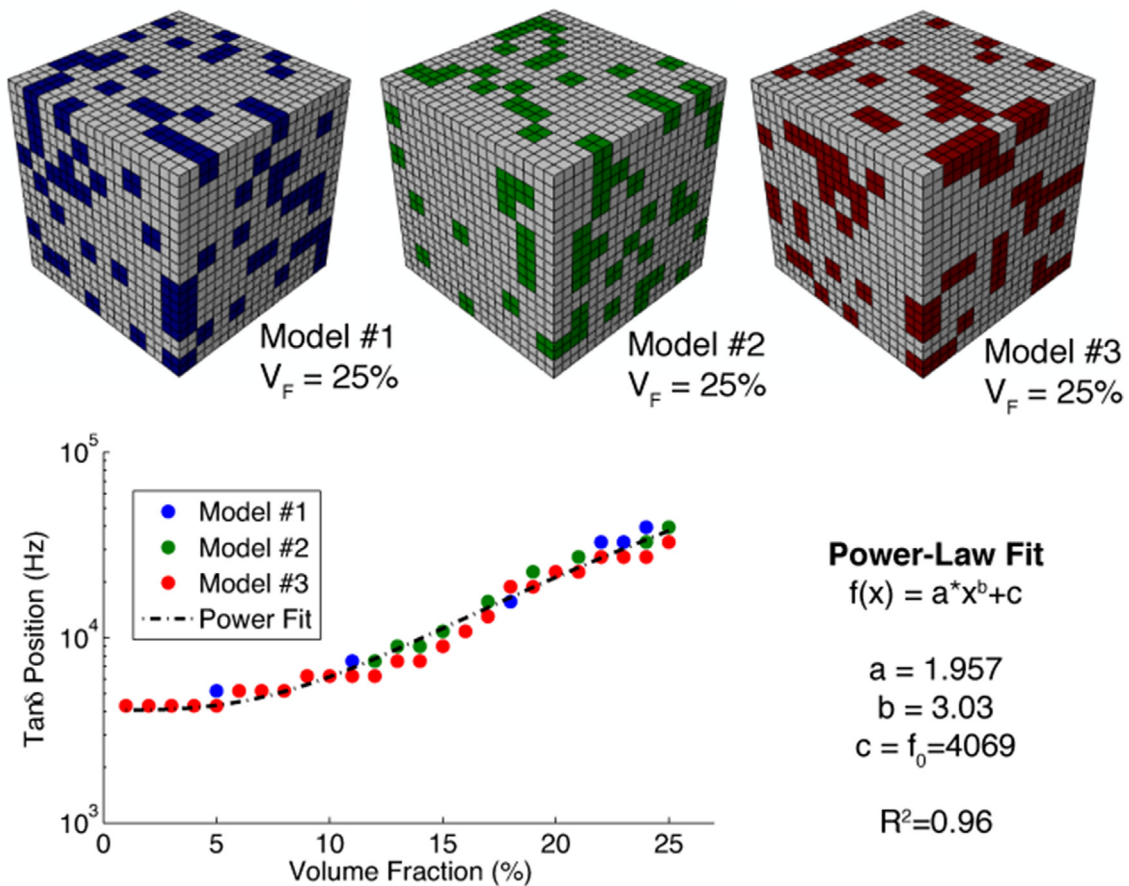 Model #1
V_F = 25%
Model #2
V_F = 25%
Model #3
V_F = 25%
10^5
10^4
10^3
Tanδ Position (Hz)
Model #1
Model #2
Model #3
Power Fit
0
5
10
15
20
25
Volume Fraction (%)
Power-Law Fit
f(x) = a*x^b+c
a = 1.957
b = 3.03
c = f_0=4069
R^2=0.96